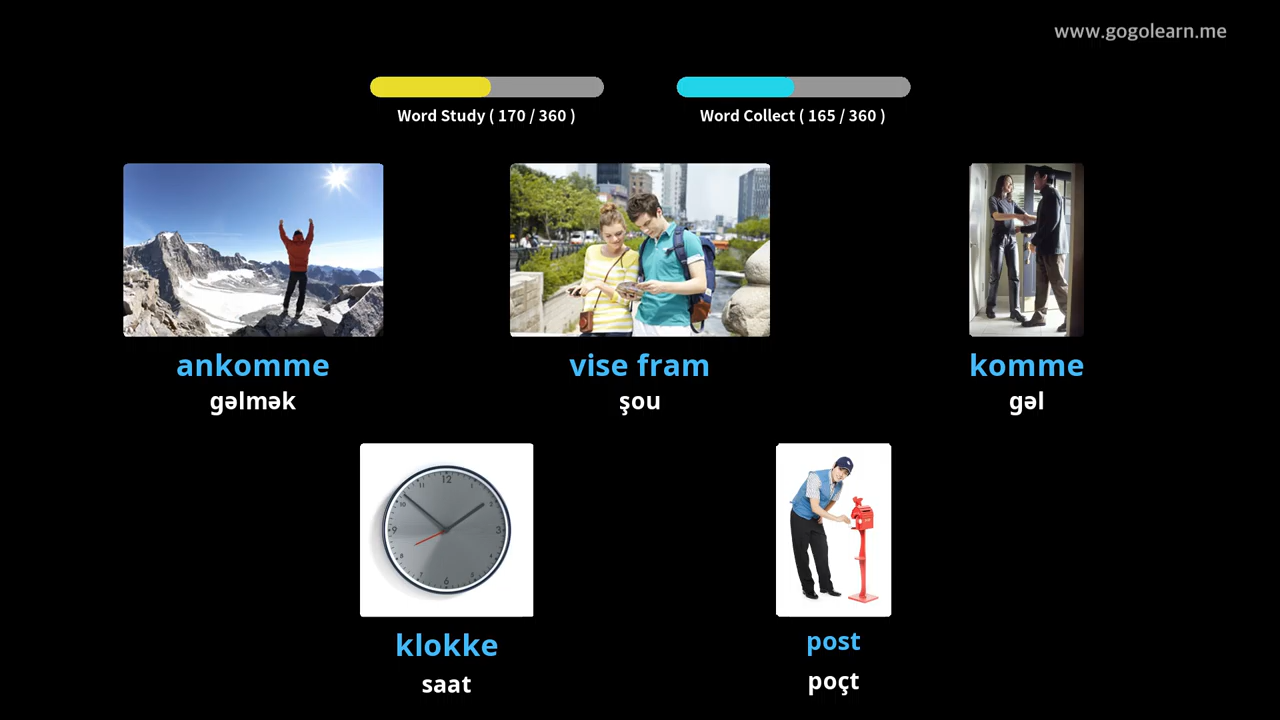 www.gogolearn.me
Word Study ( 170 / 360 )
Word Collect ( 165 / 360 )
ankomme
vise fram
komme
gəlmək
şou
gəl
klokke
post
saat
poçt